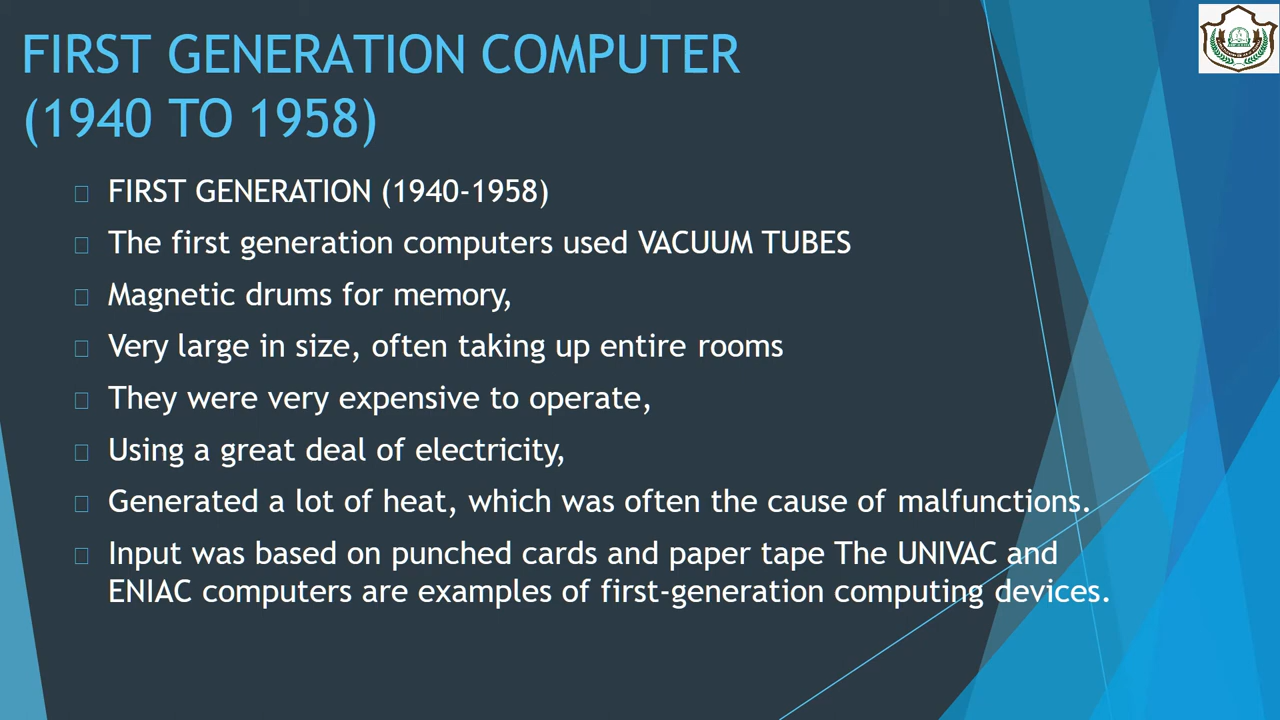 FIRST GENERATION COMPUTER
(1940 TO 1958)
FIRST GENERATION (1940-1958)
The first generation computers used VACUUM TUBES
Magnetic drums for memory,
Very large in size, often taking up entire rooms
They were very expensive to operate,
Using a great deal of electricity,
Generated a lot of heat, which was often the cause of malfunctions.
Input was based on punched cards and paper tape The UNIVAC and
ENIAC computers are examples of first-generation computing devices.